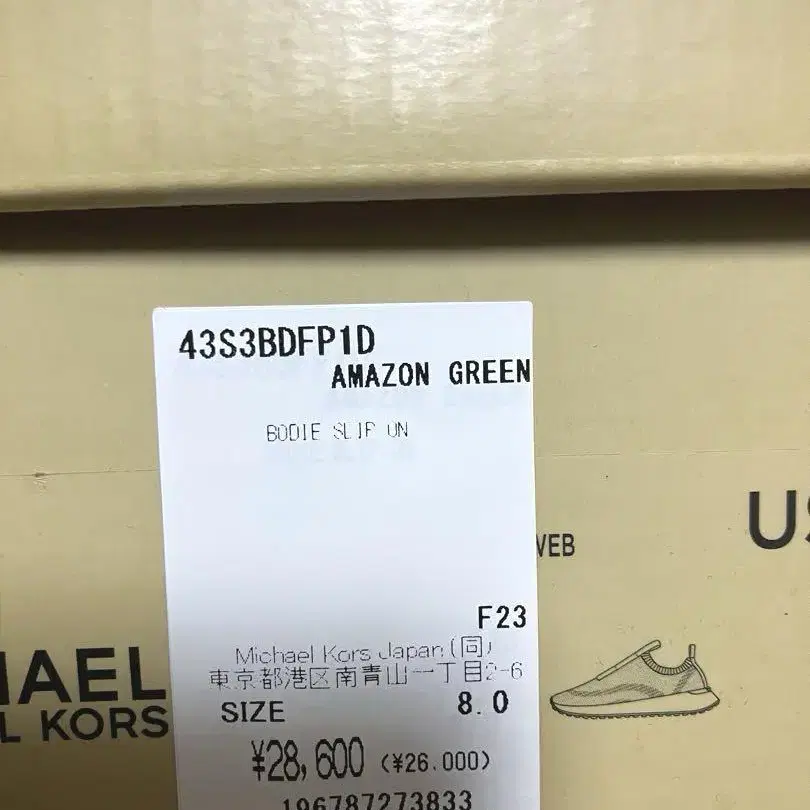 43S3BDFP1D
AMAZON GREEN
BODIE SLIP ON
WEB
US
F23
Michael Kors Japan(同)
東京都港区南青山一丁目2-6
HAEL
L KORS
SIZE 8.0
¥28,600 (¥26.000)
196787273833